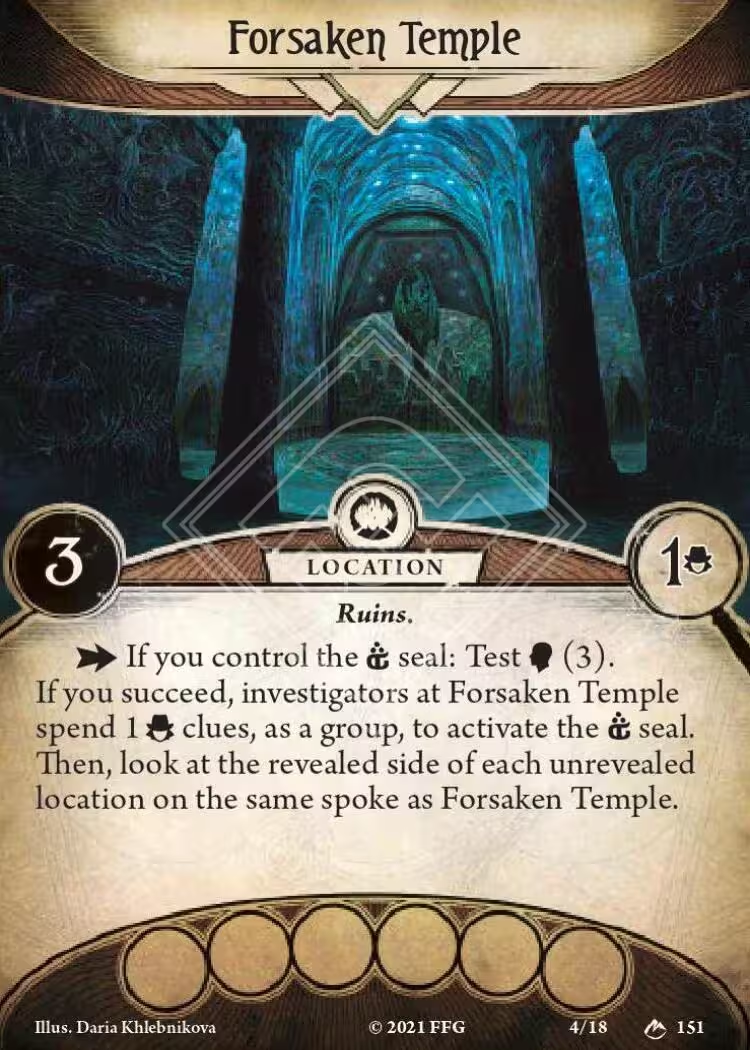 Forsaken Temple
3
1
LOCATION
Ruins.
If you control the seal: Test (3).
If you succeed, investigators at Forsaken Temple
spend 1 clues, as a group, to activate the seal.
Then, look at the revealed side of each unrevealed
location on the same spoke as Forsaken Temple.
Illus. Daria Khlebnikova © 2021 FFG 4/18 151